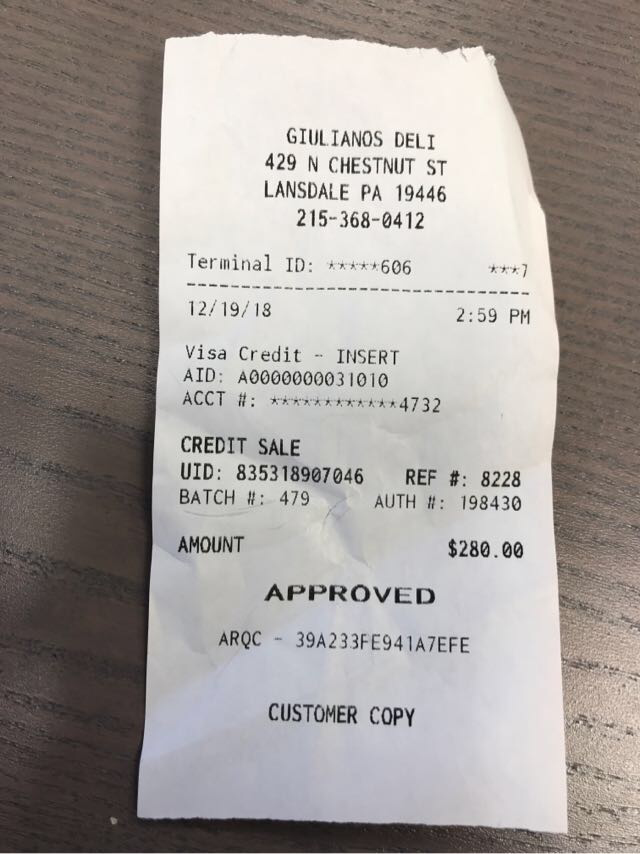 GIULIANOS DELI
429 N CHESTNUT ST
LANSDALE PA 19446
215-368-0412
Terminal ID: *****606 ***7
--------------------------------
12/19/18 2:59 PM
Visa Credit - INSERT
AID: A0000000031010
ACCT #: ************4732
CREDIT SALE
UID: 835318907046 REF #: 8228
BATCH #: 479 AUTH #: 198430
AMOUNT $280.00
APPROVED
ARQC - 39A233FE941A7EFE
CUSTOMER COPY